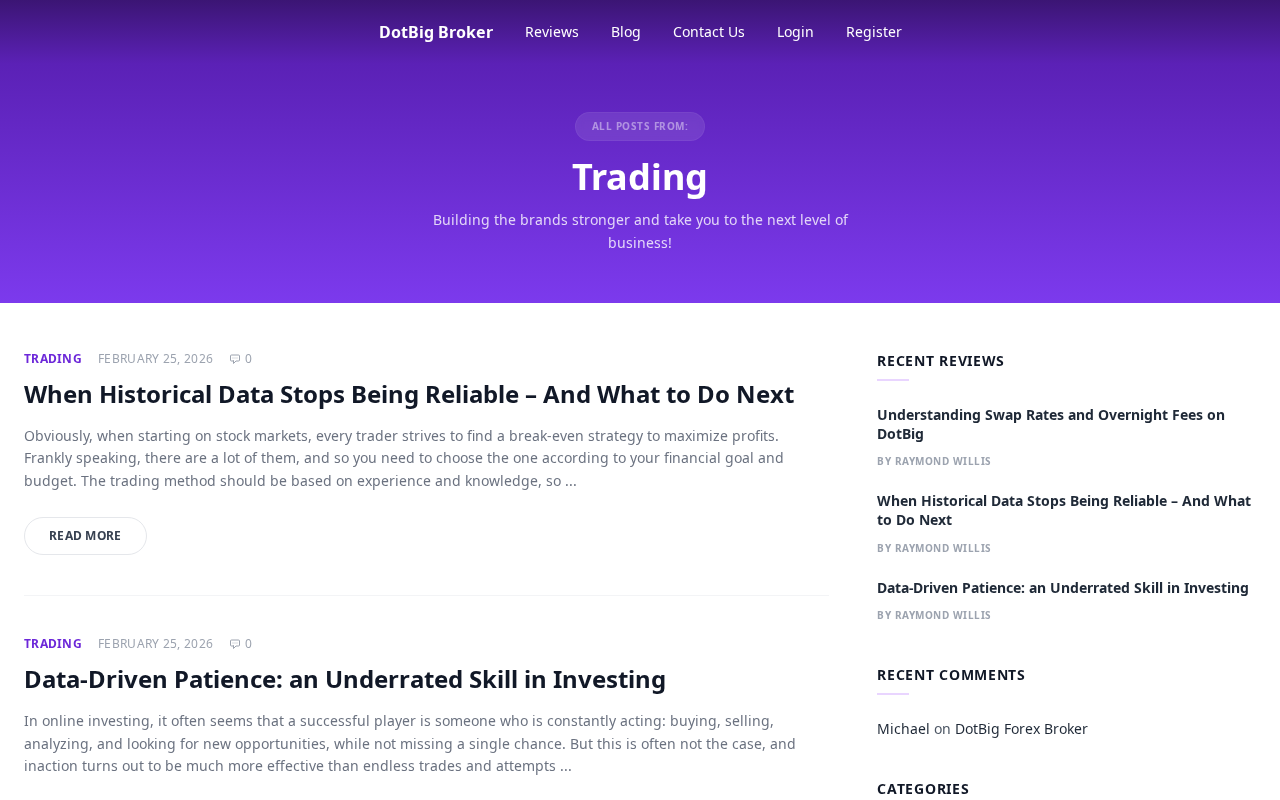 DotBig Broker Reviews Blog Contact Us Login Register
ALL POSTS FROM:
Trading
Building the brands stronger and take you to the next level of
business!
TRADING FEBRUARY 25, 2026 0
When Historical Data Stops Being Reliable – And What to Do Next
Obviously, when starting on stock markets, every trader strives to find a break-even strategy to maximize profits.
Frankly speaking, there are a lot of them, and so you need to choose the one according to your financial goal and
budget. The trading method should be based on experience and knowledge, so ...
READ MORE
TRADING FEBRUARY 25, 2026 0
Data-Driven Patience: an Underrated Skill in Investing
In online investing, it often seems that a successful player is someone who is constantly acting: buying, selling,
analyzing, and looking for new opportunities, while not missing a single chance. But this is often not the case, and
inaction turns out to be much more effective than endless trades and attempts ...
RECENT REVIEWS
Understanding Swap Rates and Overnight Fees on
DotBig
BY RAYMOND WILLIS
When Historical Data Stops Being Reliable – And What
to Do Next
BY RAYMOND WILLIS
Data-Driven Patience: an Underrated Skill in Investing
BY RAYMOND WILLIS
RECENT COMMENTS
Michael on DotBig Forex Broker
CATEGORIES